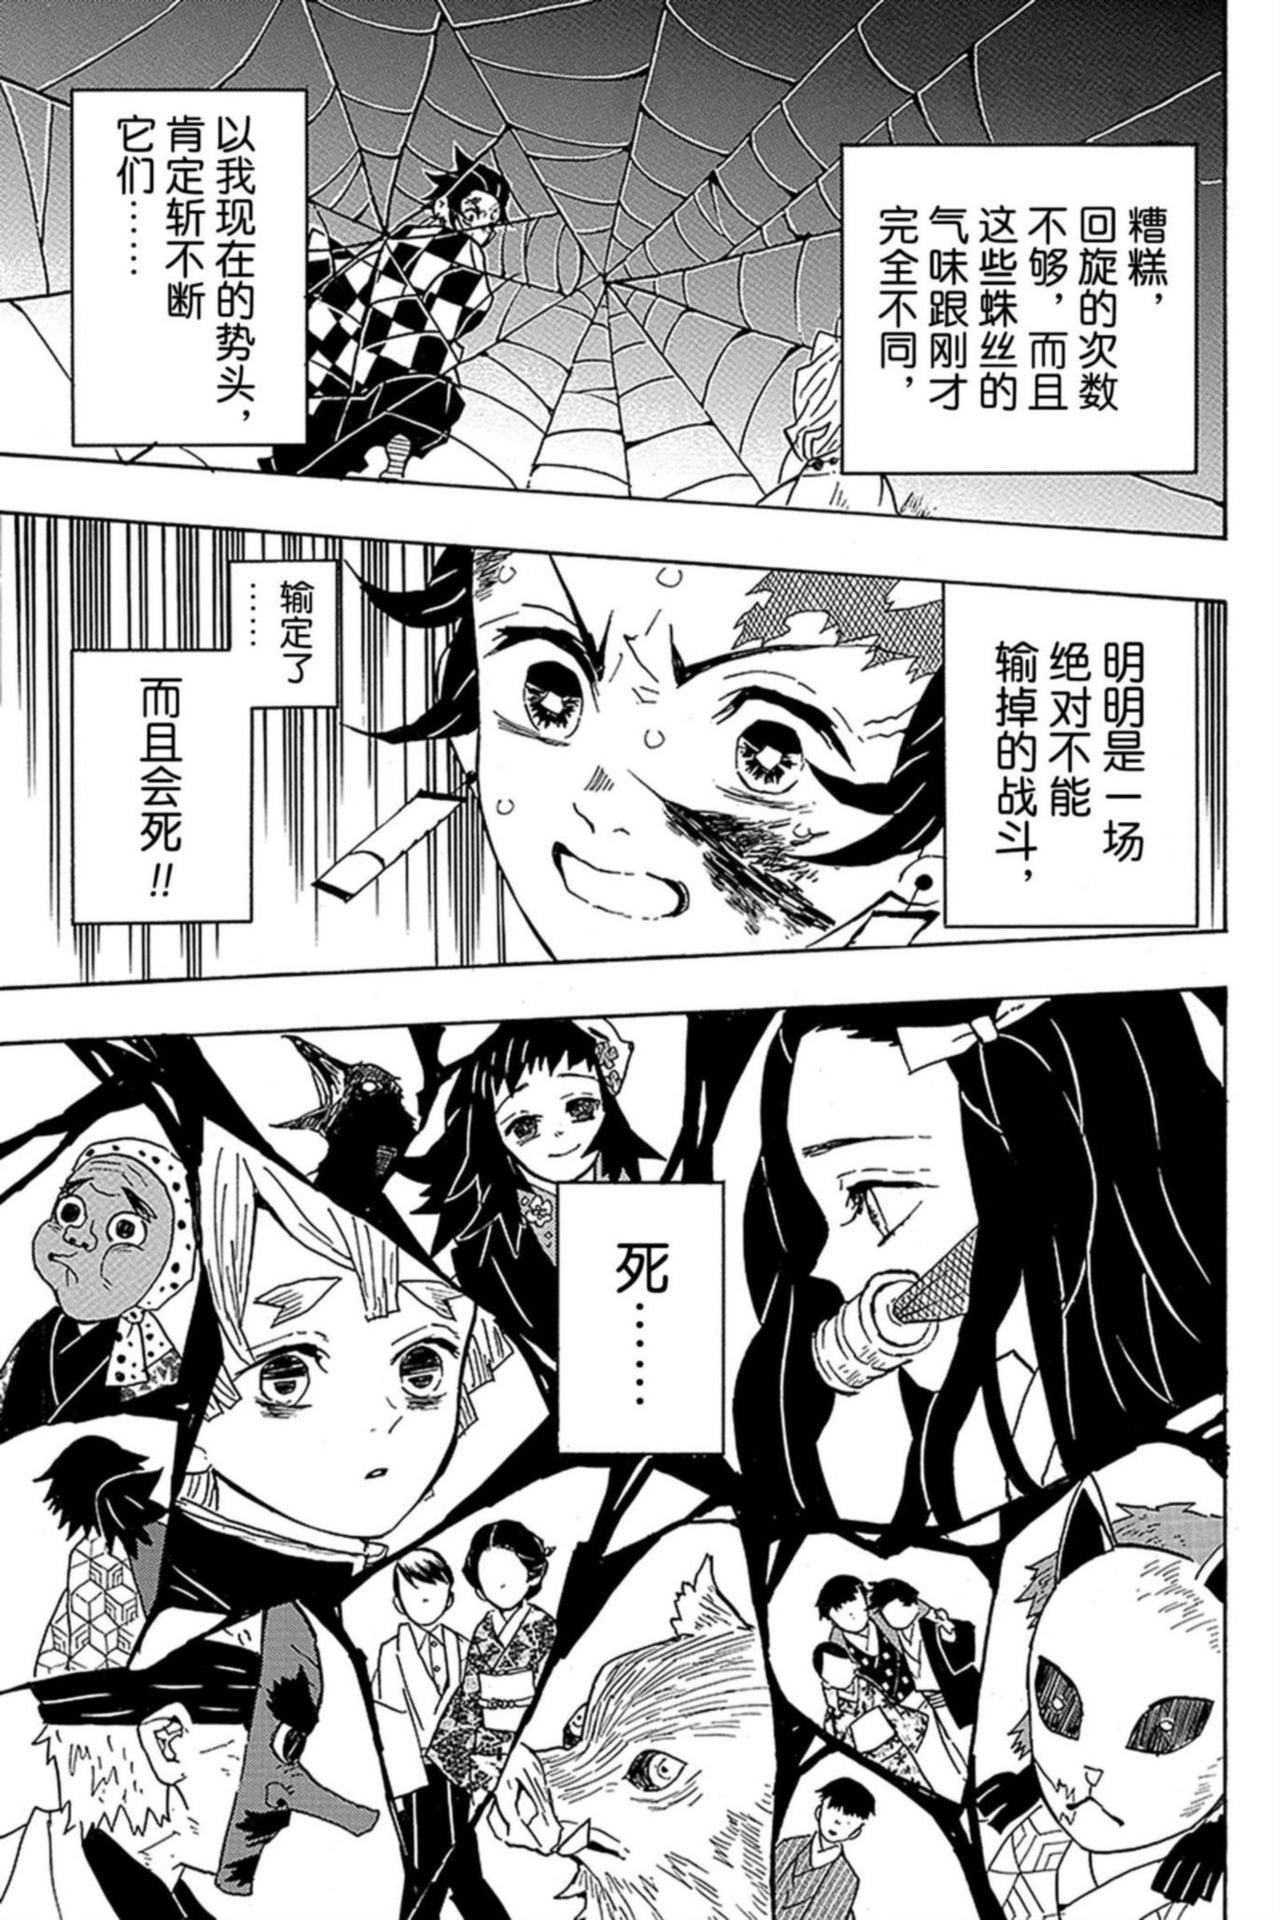 糟糕，
回旋的次数
不够，而且
这些蛛丝的
气味跟刚才
完全不同，
以我现在的势头，
肯定斩不断
它们……
明明是一场
绝对不能
输掉的战斗，
输定了
……
而且会死!!
死……